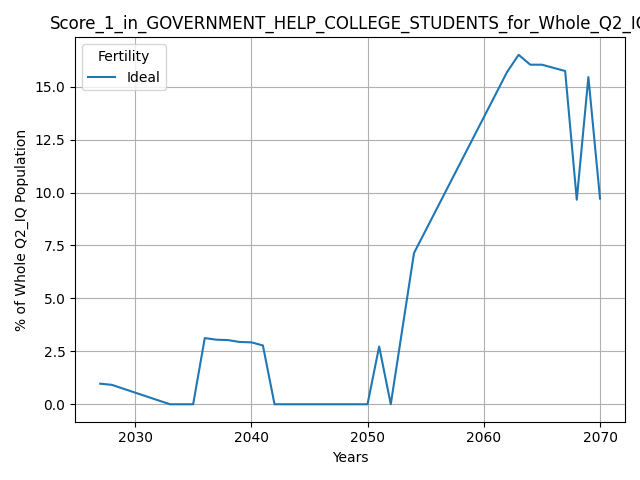 Score_1_in_GOVERNMENT_HELP_COLLEGE_STUDENTS_for_Whole_Q2_IQ
Fertility
Ideal
% of Whole Q2_IQ Population
15.0
12.5
10.0
7.5
5.0
2.5
0.0
2030 2040 2050 2060 2070
Years